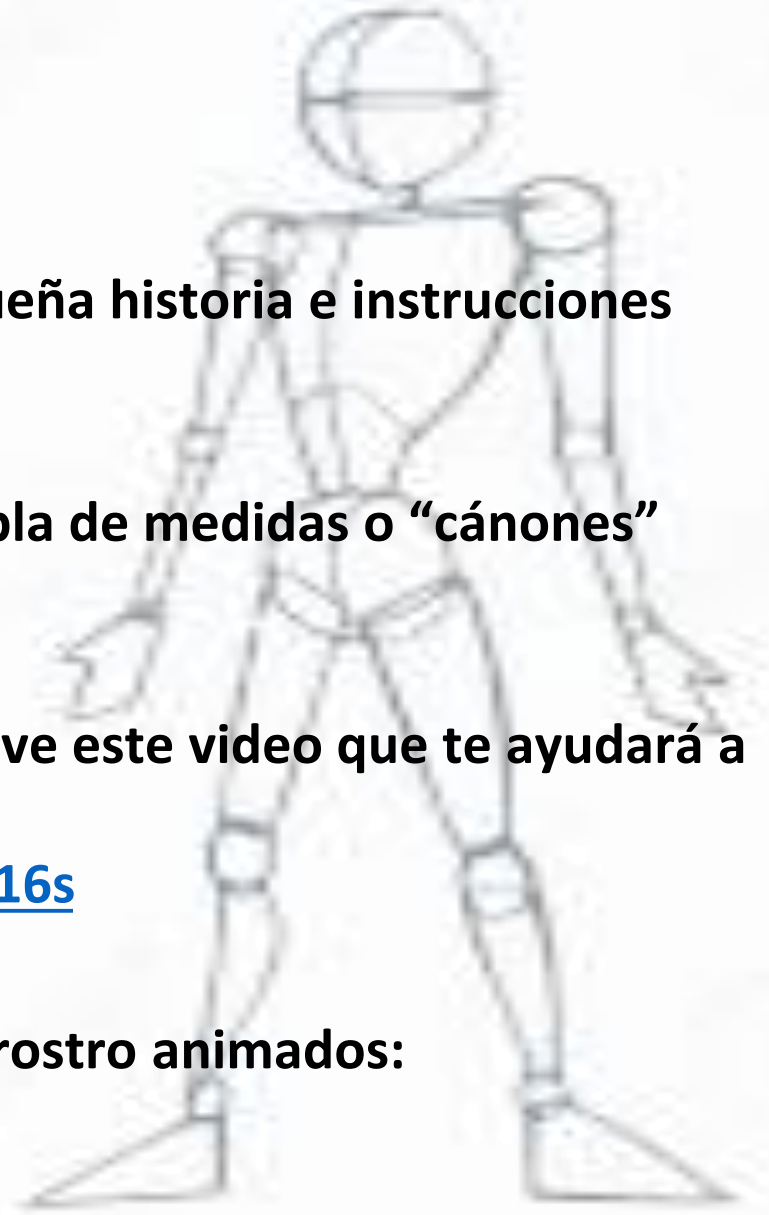 ueña historia e instrucciones
bla de medidas o “cánones”
ve este video que te ayudará a
16s
rostro animados: